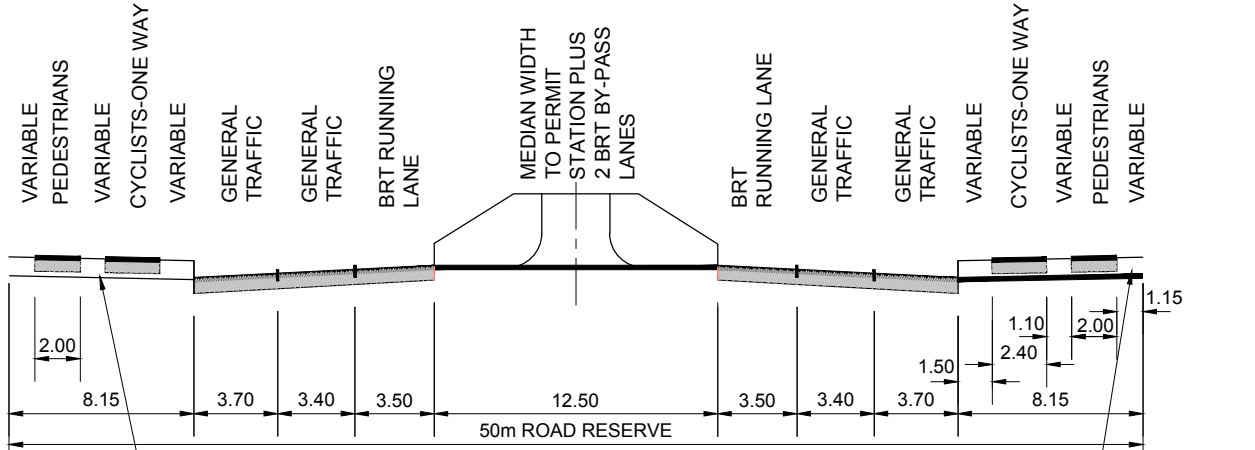 VARIABLE
PEDESTRIANS
VARIABLE
CYCLISTS-ONE WAY
VARIABLE
GENERAL
TRAFFIC
GENERAL
TRAFFIC
BRT RUNNING
LANE
MEDIAN WIDTH
TO PERMIT
STATION PLUS
2 BRT BY-PASS
LANES
BRT
RUNNING LANE
GENERAL
TRAFFIC
GENERAL
TRAFFIC
VARIABLE
CYCLISTS-ONE WAY
VARIABLE
PEDESTRIANS
VARIABLE
1.15
2.00
1.10
2.00
2.40
1.50
8.15
3.70
3.40
3.50
12.50
3.50
3.40
3.70
8.15
50m ROAD RESERVE